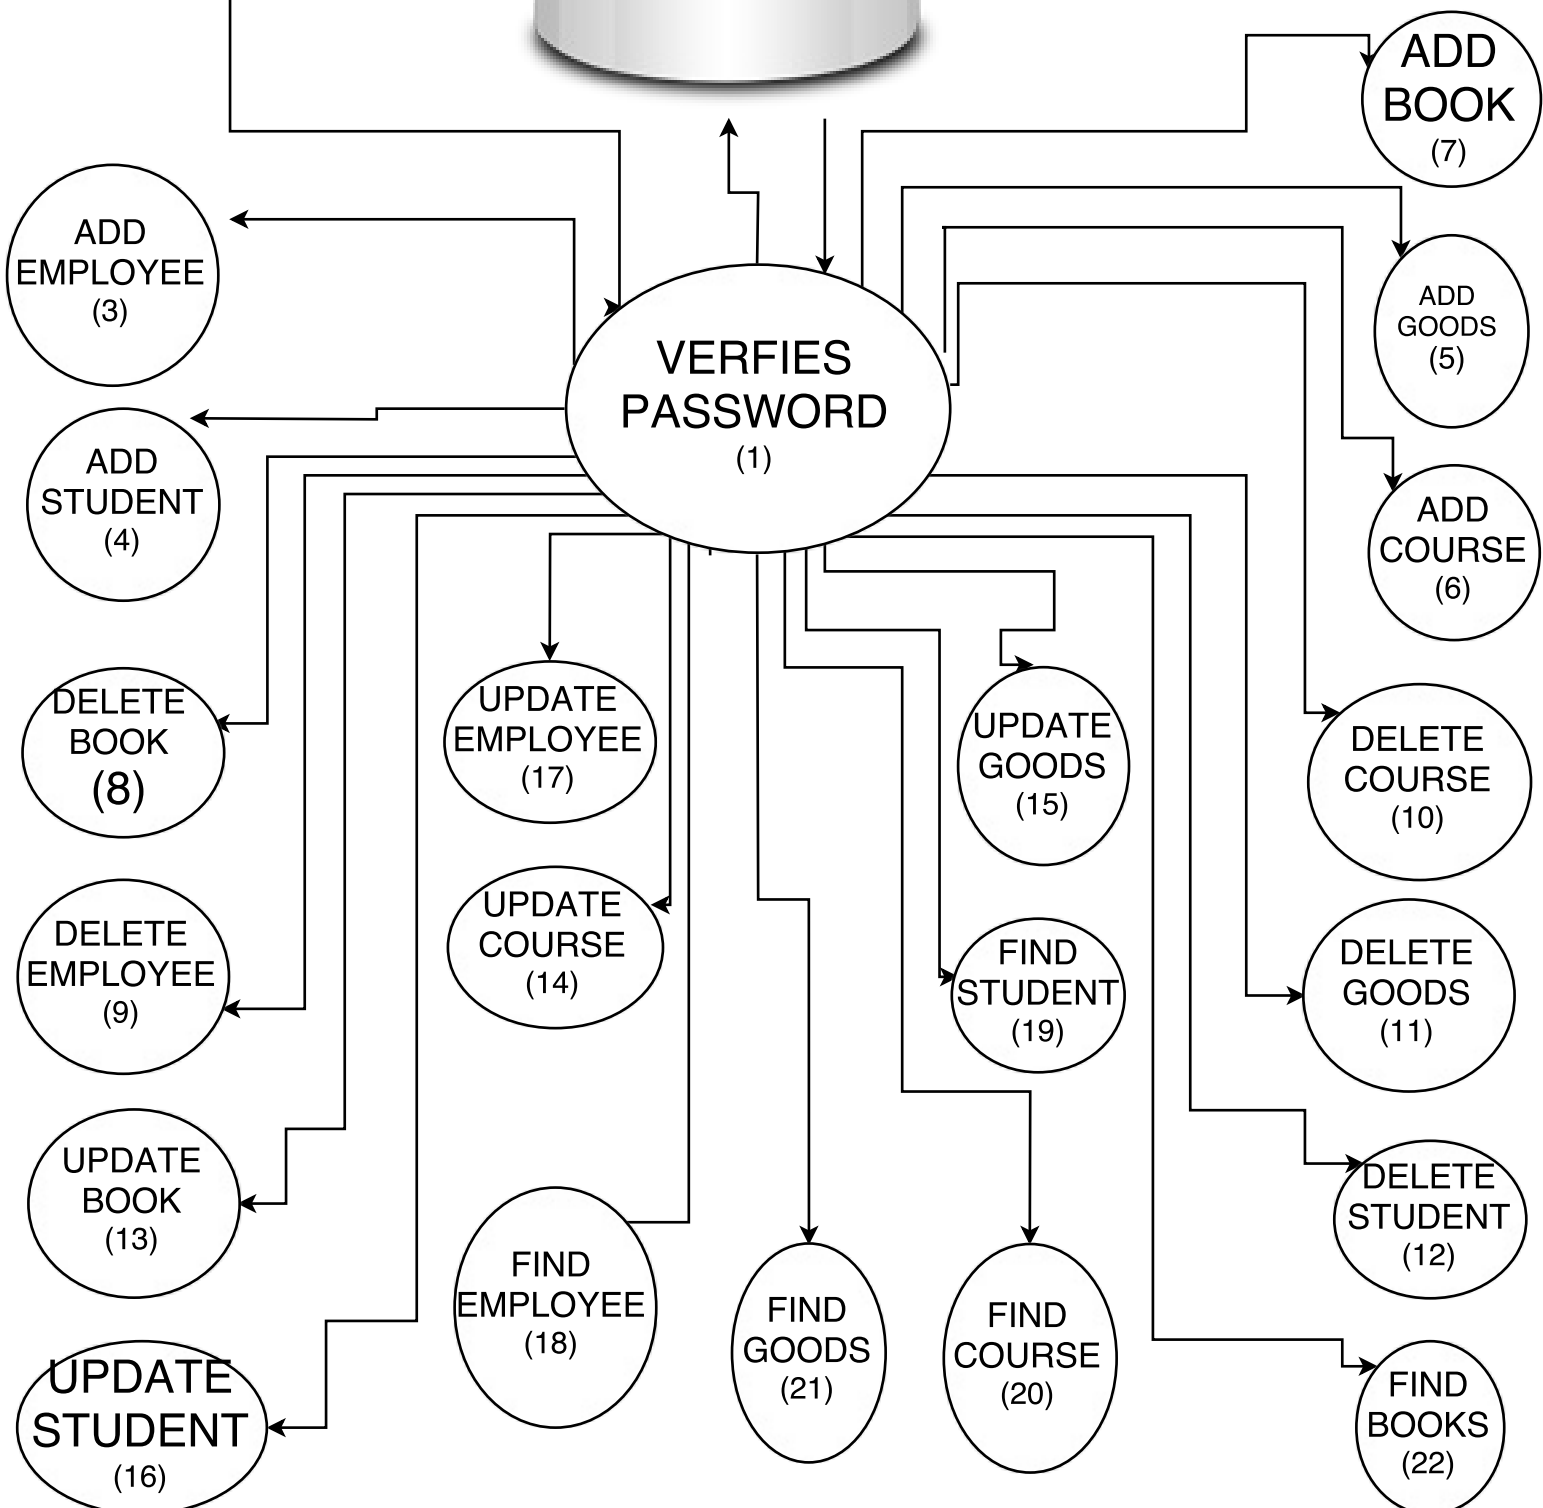 ADD
BOOK
(7)
ADD
EMPLOYEE
(3)
ADD
GOODS
(5)
VERFIES
PASSWORD
(1)
ADD
STUDENT
(4)
ADD
COURSE
(6)
DELETE
BOOK
(8)
UPDATE
EMPLOYEE
(17)
UPDATE
GOODS
(15)
DELETE
COURSE
(10)
DELETE
EMPLOYEE
(9)
UPDATE
COURSE
(14)
FIND
STUDENT
(19)
DELETE
GOODS
(11)
UPDATE
BOOK
(13)
DELETE
STUDENT
(12)
FIND
EMPLOYEE
(18)
FIND
GOODS
(21)
FIND
COURSE
(20)
UPDATE
STUDENT
(16)
FIND
BOOKS
(22)